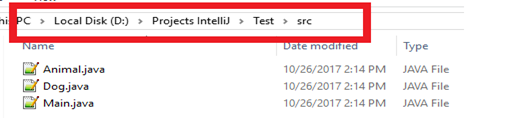 his PC > Local Disk (D:) > Projects IntelliJ > Test > src
Name Date modified Type
Animal.java 10/26/2017 2:14 PM JAVA File
Dog.java 10/26/2017 2:14 PM JAVA File
Main.java 10/26/2017 2:14 PM JAVA File